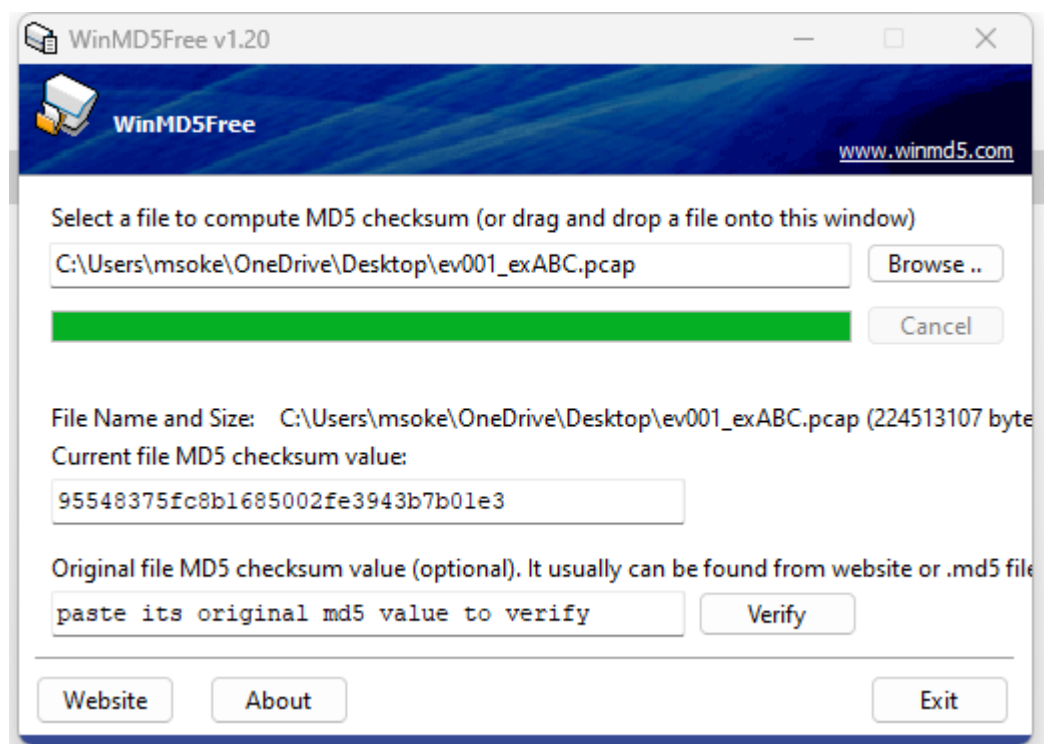 WinMD5Free v1.20
WinMD5Free
www.winmd5.com
Select a file to compute MD5 checksum (or drag and drop a file onto this window)
C:\Users\msoke\OneDrive\Desktop\ev001_exABC.pcap
Browse ..
Cancel
File Name and Size: C:\Users\msoke\OneDrive\Desktop\ev001_exABC.pcap (224513107 byte
Current file MD5 checksum value:
95548375fc8b1685002fe3943b7b01e3
Original file MD5 checksum value (optional). It usually can be found from website or .md5 file
paste its original md5 value to verify
Verify
Website
About
Exit